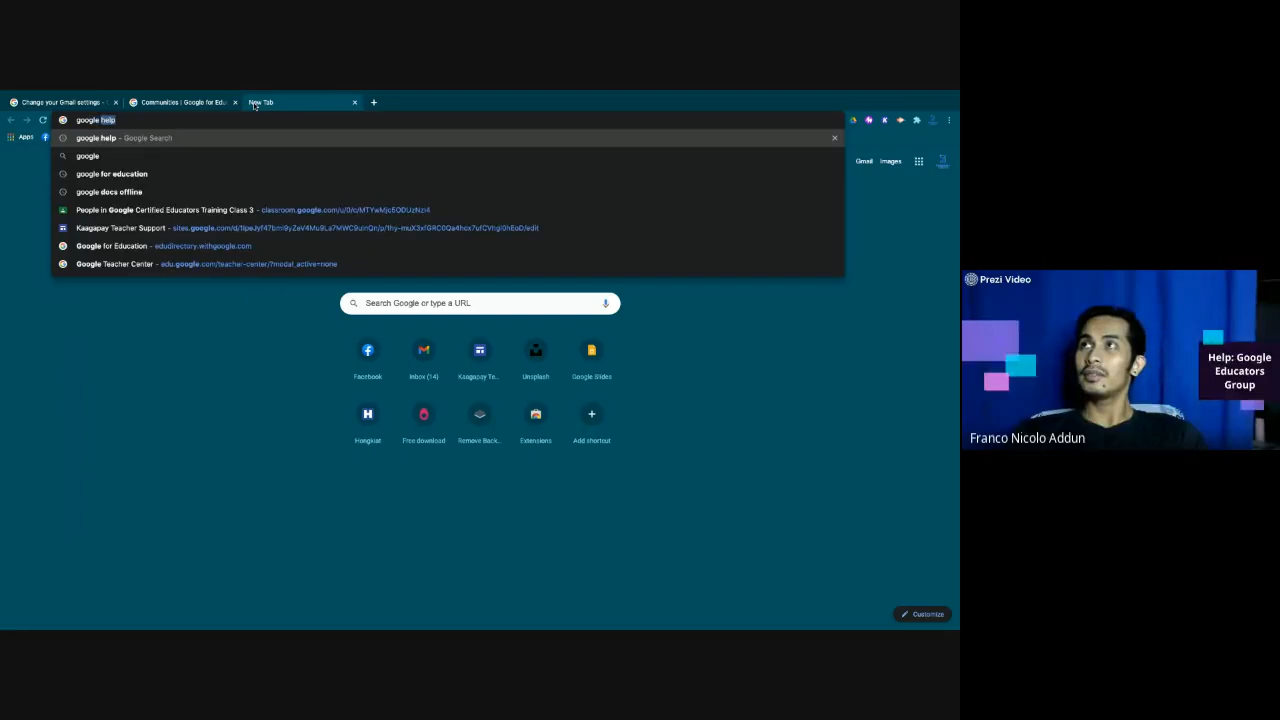 Change your Gmail settings -
Communities | Google for Edu
New Tab
google help
Apps
google help - Google Search
google
google for education
google docs offline
People in Google Certified Educators Training Class 3 - classroom.google.com/u/0/c/MTYwMjc5ODUzNzI4
Kaagapay Teacher Support -
Google for Education - edudirectory.withgoogle.com
Google Teacher Center - edu.google.com/teacher-center/?modal_active=none
Gmail Images
Search Google or type a URL
Facebook
Inbox (14)
Kaagapay Te...
Unsplash
Google Slides
Hongkiat
Free download
Remove Back...
Extensions
Add shortcut
Customize
Prezi Video
Help: Google
Educators
Group
Franco Nicolo Addun